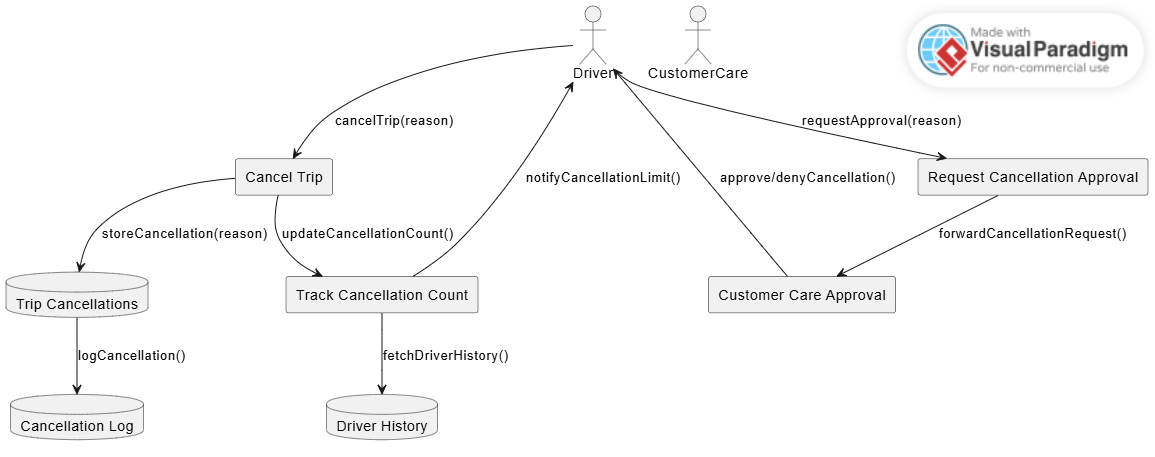 Made with
Visual Paradigm
For non-commercial use
Driver
CustomerCare
cancelTrip(reason)
requestApproval(reason)
Cancel Trip
notifyCancellationLimit()
approve/denyCancellation()
Request Cancellation Approval
storeCancellation(reason)
updateCancellationCount()
forwardCancellationRequest()
Trip Cancellations
Track Cancellation Count
Customer Care Approval
logCancellation()
fetchDriverHistory()
Cancellation Log
Driver History